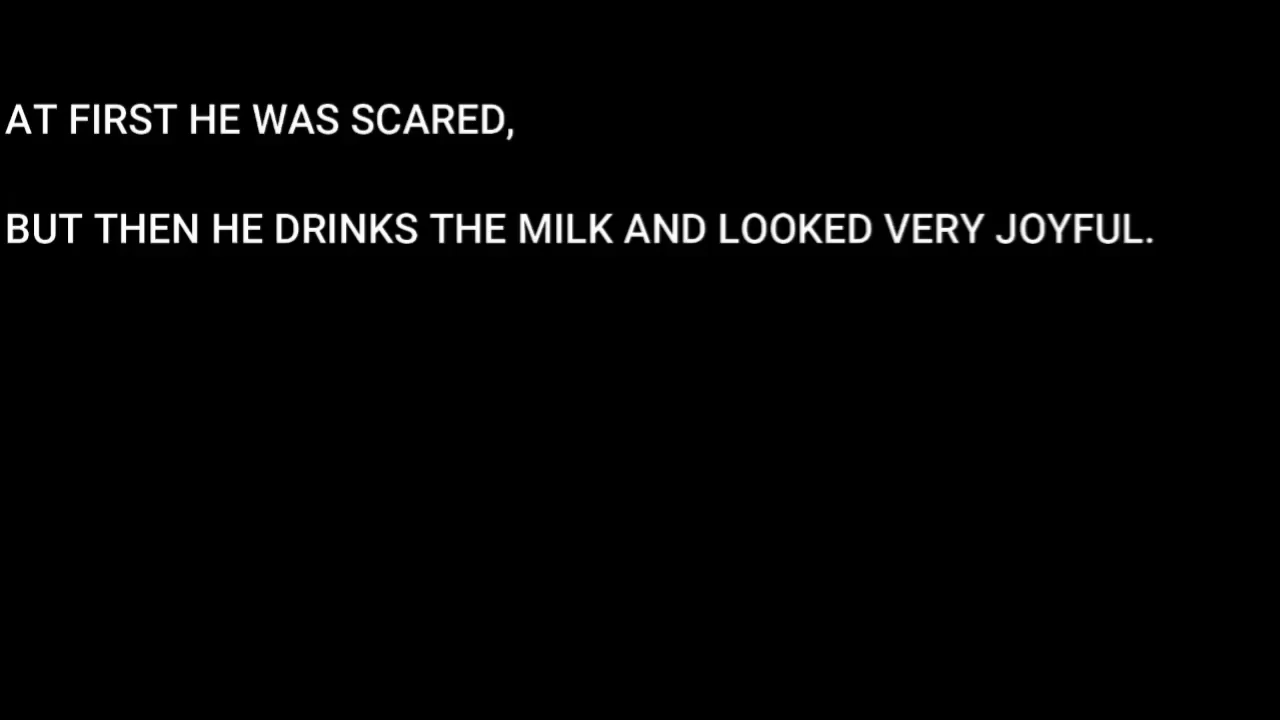 AT FIRST HE WAS SCARED,
BUT THEN HE DRINKS THE MILK AND LOOKED VERY JOYFUL.